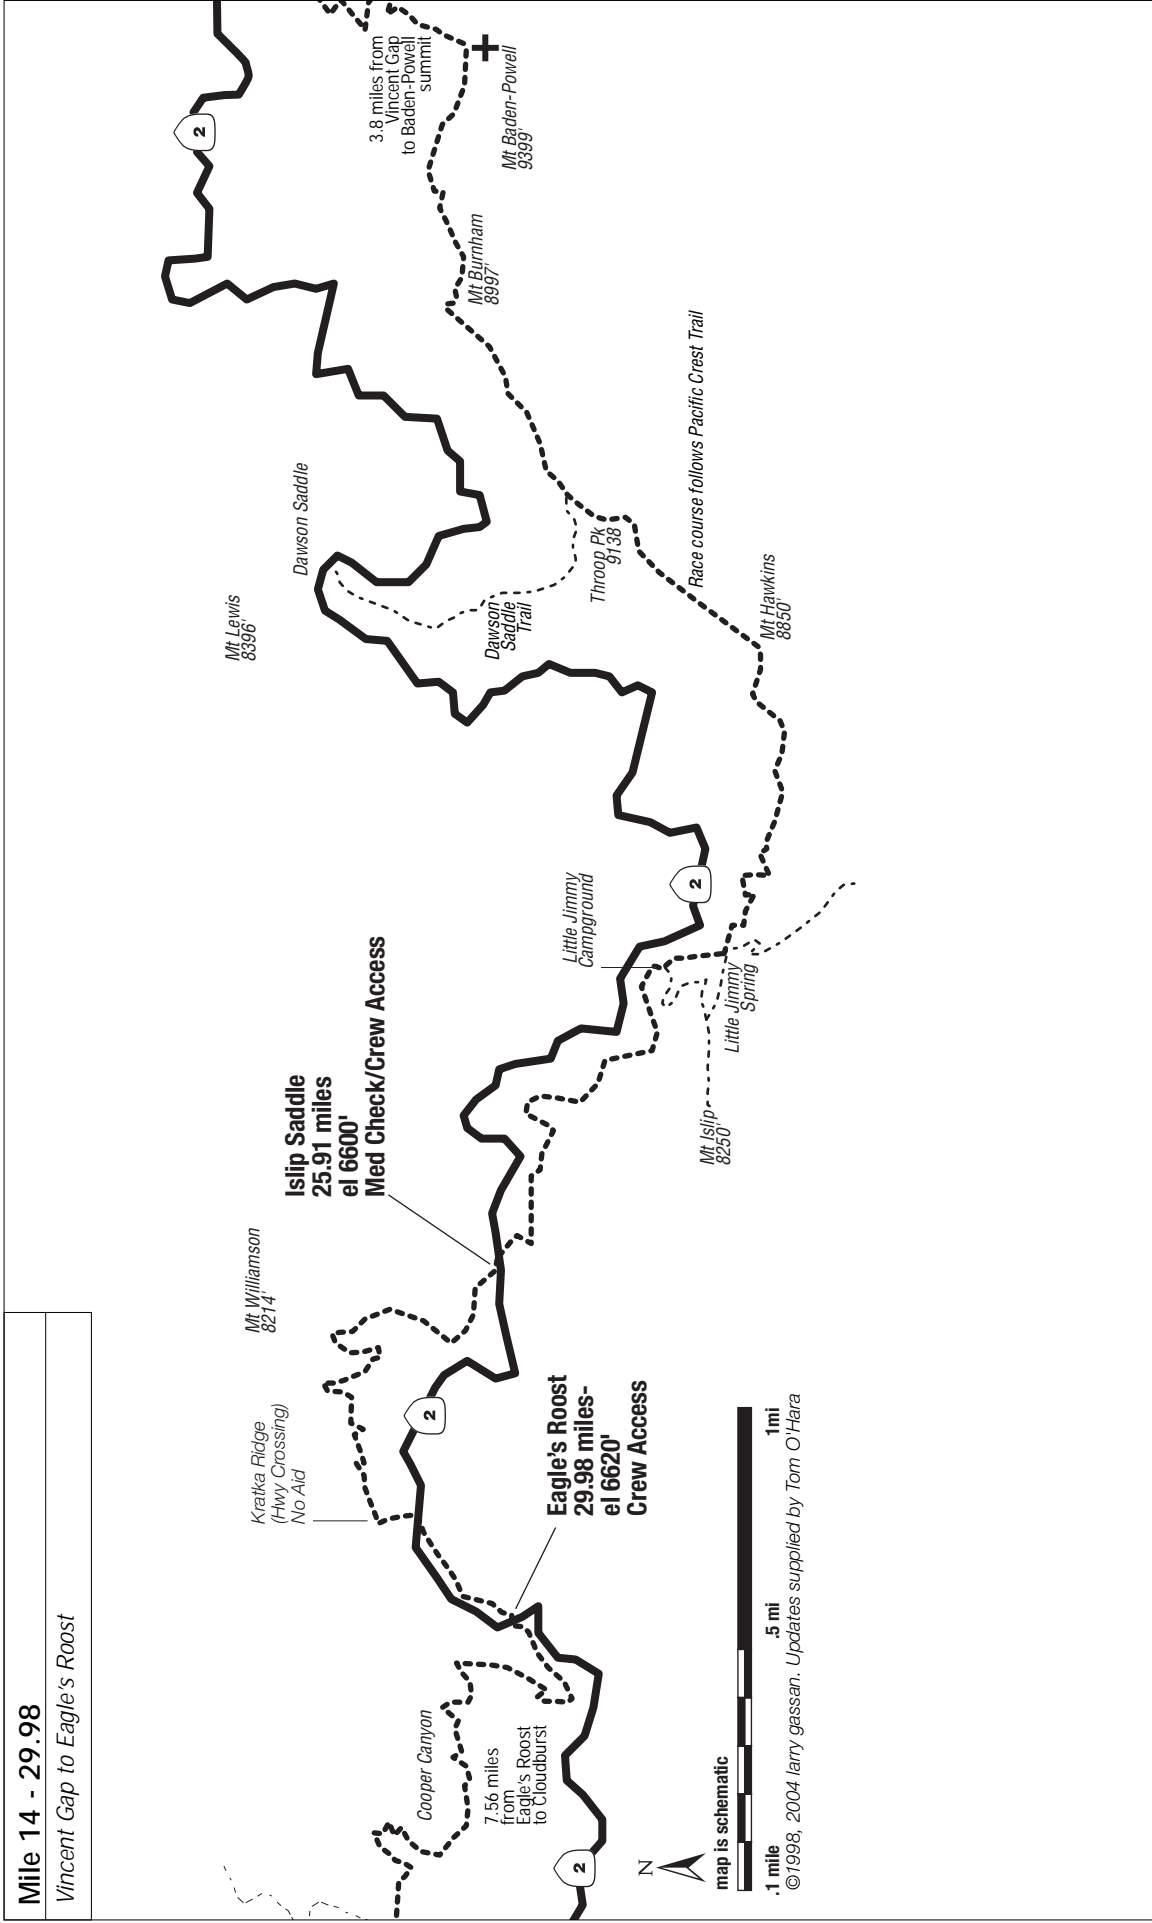 Mile 14 - 29.98
Vincent Gap to Eagle's Roost
Cooper Canyon
7.56 miles
from
Eagle's Roost
to Cloudburst
2
N
map is schematic
.1 mile
.5 mi
1mi
©1998, 2004 larry gassan. Updates supplied by Tom O'Hara
Kratka Ridge
(Hwy Crossing)
No Aid
Eagle's Roost
29.98 miles-
el 6620'
Crew Access
2
Mt Williamson
8214'
Islip Saddle
25.91 miles
el 6600'
Med Check/Crew Access
Mt Islip
8250'
Little Jimmy
Spring
Little Jimmy
Campground
2
Mt Lewis
8396'
Dawson Saddle
Dawson
Saddle
Trail
Throop Pk
9138'
Mt Hawkins
8850'
Race course follows Pacific Crest Trail
Mt Burnham
8997'
2
3.8 miles from
Vincent Gap
to Baden-Powell
summit
Mt Baden-Powell
9399'